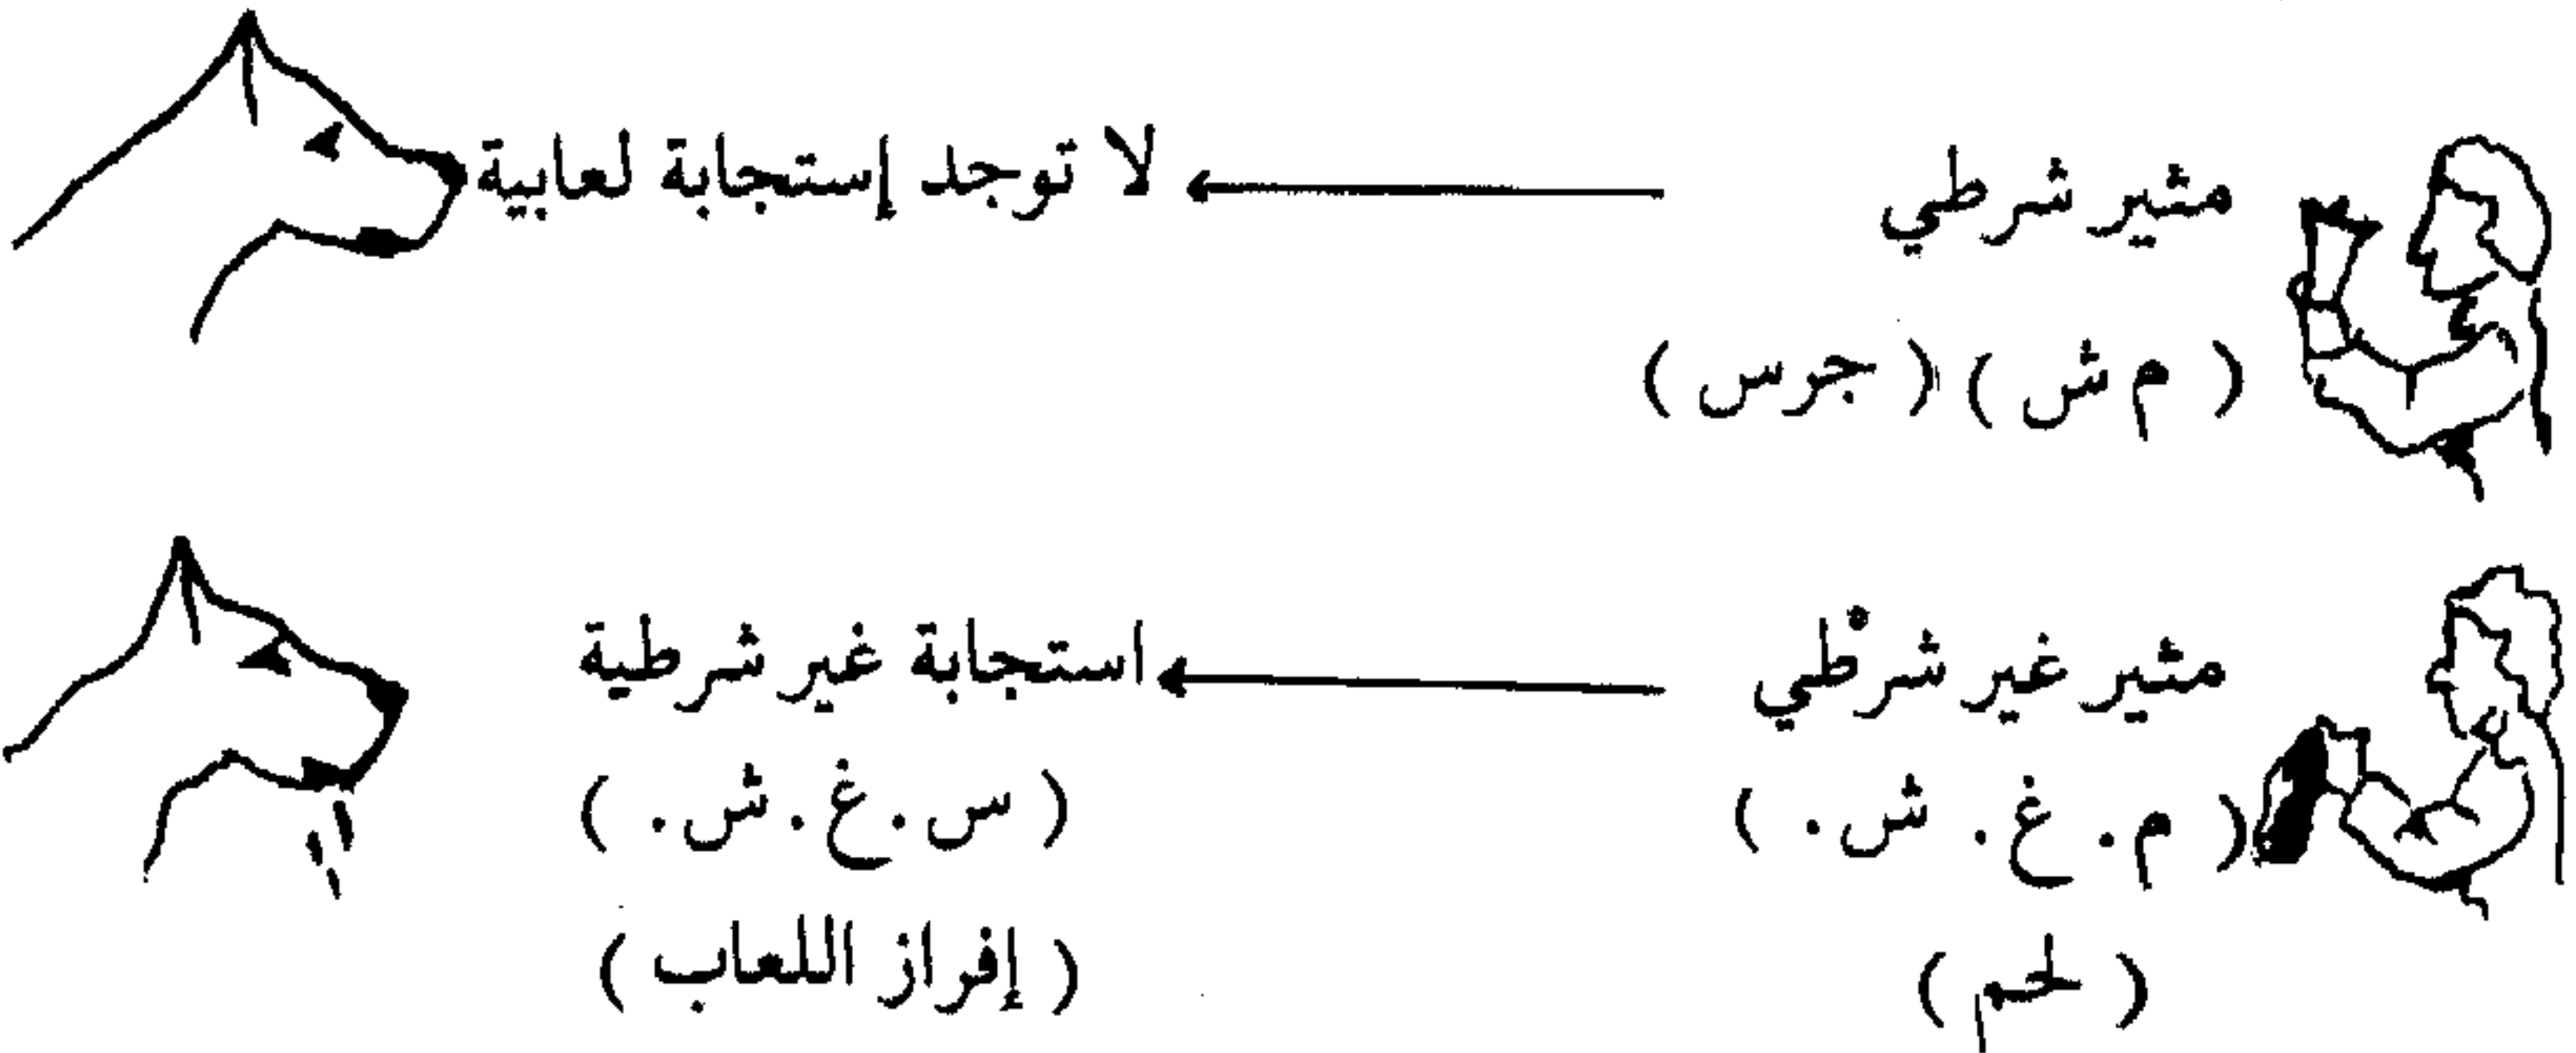 مثير شرطي ← لا توجد إستجابة لعابية
( م ش ) ( جرس )
مثير غير شرطي ← استجابة غير شرطية
( م . غ . ش . ) ( س . غ . ش . )
( لحم ) ( إفراز اللعاب )